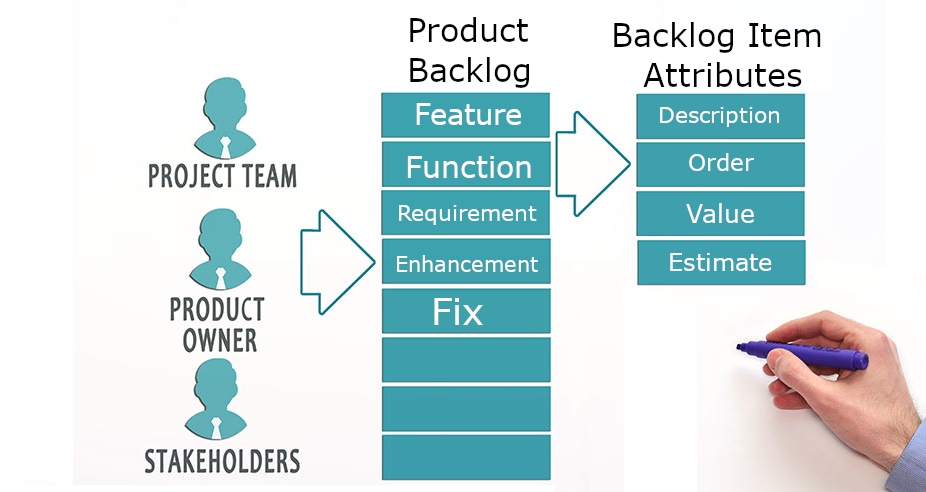 PROJECT TEAM
PRODUCT
OWNER
STAKEHOLDERS
Product
Backlog
Feature
Function
Requirement
Enhancement
Fix
Backlog Item
Attributes
Description
Order
Value
Estimate